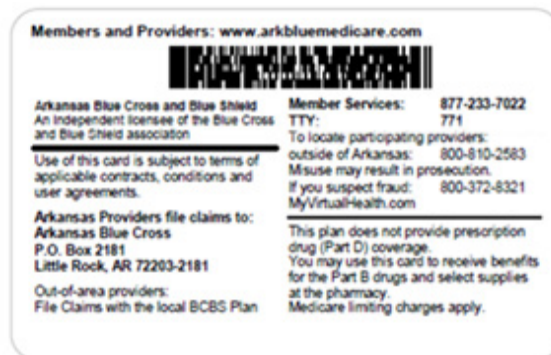 Members and Providers: www.arkbluemedicare.com
Arkansas Blue Cross and Blue Shield
An Independent licensee of the Blue Cross
and Blue Shield association
Use of this card is subject to terms of
applicable contracts, conditions and
user agreements.
Arkansas Providers file claims to:
Arkansas Blue Cross
P.O. Box 2181
Little Rock, AR 72203-2181
Out-of-area providers:
File Claims with the local BCBS Plan
Member Services: 877-233-7022
TTY: 771
To locate participating providers:
outside of Arkansas: 800-810-2583
Misuse may result in prosecution.
If you suspect fraud: 800-372-8321
MyVirtualHealth.com
This plan does not provide prescription
drug (Part D) coverage.
You may use this card to receive benefits
for the Part B drugs and select supplies
at the pharmacy.
Medicare limiting charges apply.